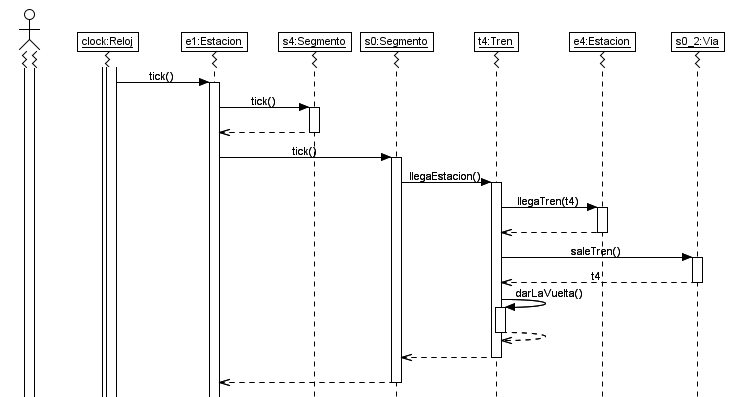 clock:Reloj
e1:Estacion
s4:Segmento
s0:Segmento
t4:Tren
e4:Estacion
s0_2:Via
tick()
tick()
tick()
llegaEstacion()
llegaTren(t4)
saleTren()
t4
darLaVuelta()